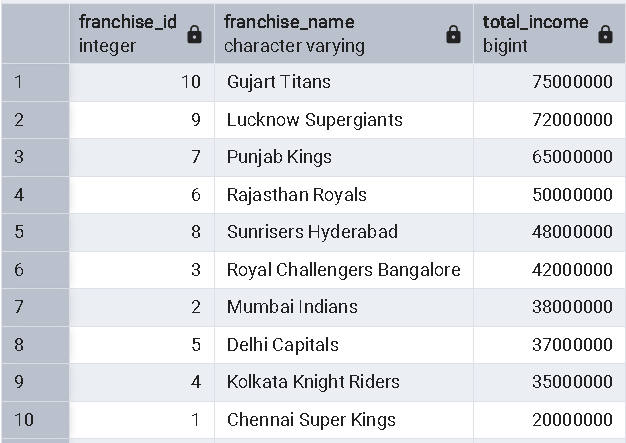 franchise_id franchise_name total_income
integer character varying bigint
1 10 Gujart Titans 75000000
2 9 Lucknow Supergiants 72000000
3 7 Punjab Kings 65000000
4 6 Rajasthan Royals 50000000
5 8 Sunrisers Hyderabad 48000000
6 3 Royal Challengers Bangalore 42000000
7 2 Mumbai Indians 38000000
8 5 Delhi Capitals 37000000
9 4 Kolkata Knight Riders 35000000
10 1 Chennai Super Kings 20000000